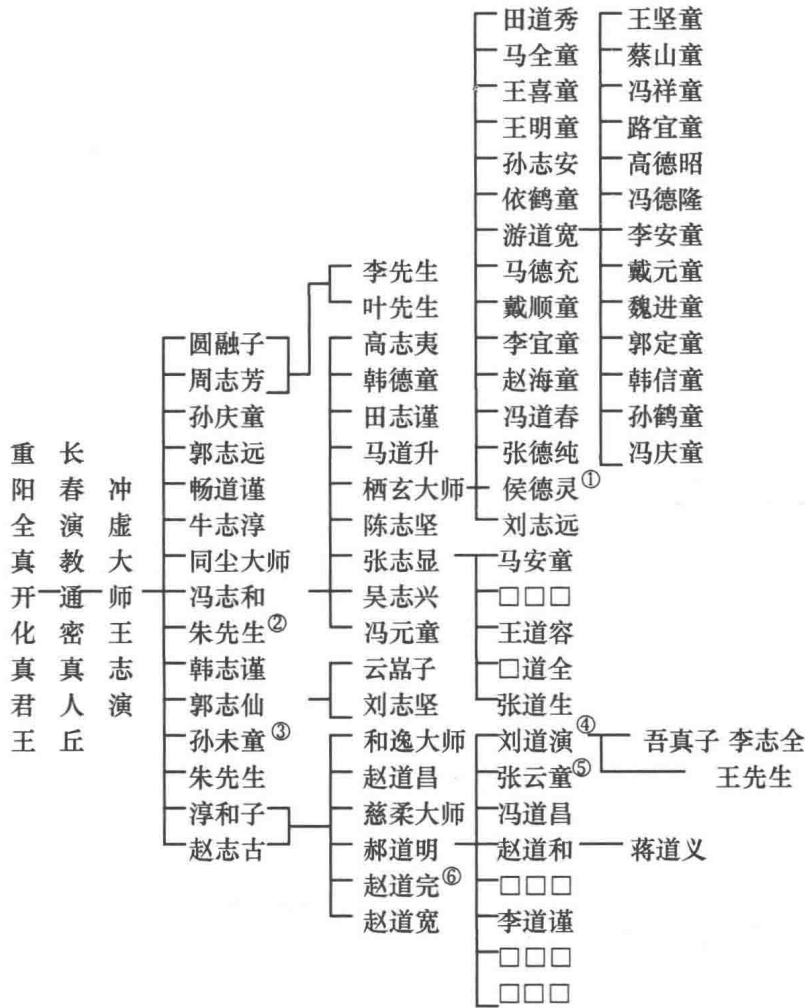 田道秀 王坚童
马全童 蔡山童
王喜童 冯祥童
王明童 路宜童
孙志安 高德昭
依鹤童 冯德隆
游道宽 李安童
李先生 马德充 戴元童
叶先生 戴顺童 魏进童
圆融子 高志夷 李宜童 郭定童
周志芳 韩德童 赵海童 韩信童
孙庆童 田志谨 冯道春 孙鹤童
重 长 郭志远 马道升 张德纯 冯庆童
阳 春 冲 畅道谨 栖玄大师 侯德灵①
全 演 虚 牛志淳 陈志坚 刘志远
真 教 大 同尘大师 张志显 马安童
开 通 师 冯志和 吴志兴 □□□
化 密 王 朱先生② 冯元童 王道容
真 真 志 韩志谨 云嵓子 □道全
君 人 演 郭志仙 刘志坚 张道生
王 丘 孙未童③ 和逸大师 刘道演④ 吾真子 李志全
朱先生 赵道昌 张云童⑤ 王先生
淳和子 慈柔大师 冯道昌
赵志古 郝道明 赵道和 蒋道义
赵道完⑥ □□□
赵道宽 李道谨
□□□
□□□